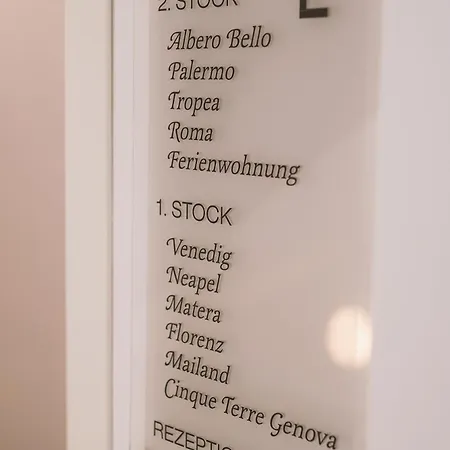 2. STOCK
Albero Bello
Palermo
Tropea
Roma
Ferienwohnung
1. STOCK
Venedig
Neapel
Matera
Florenz
Mailand
Cinque Terre Genova